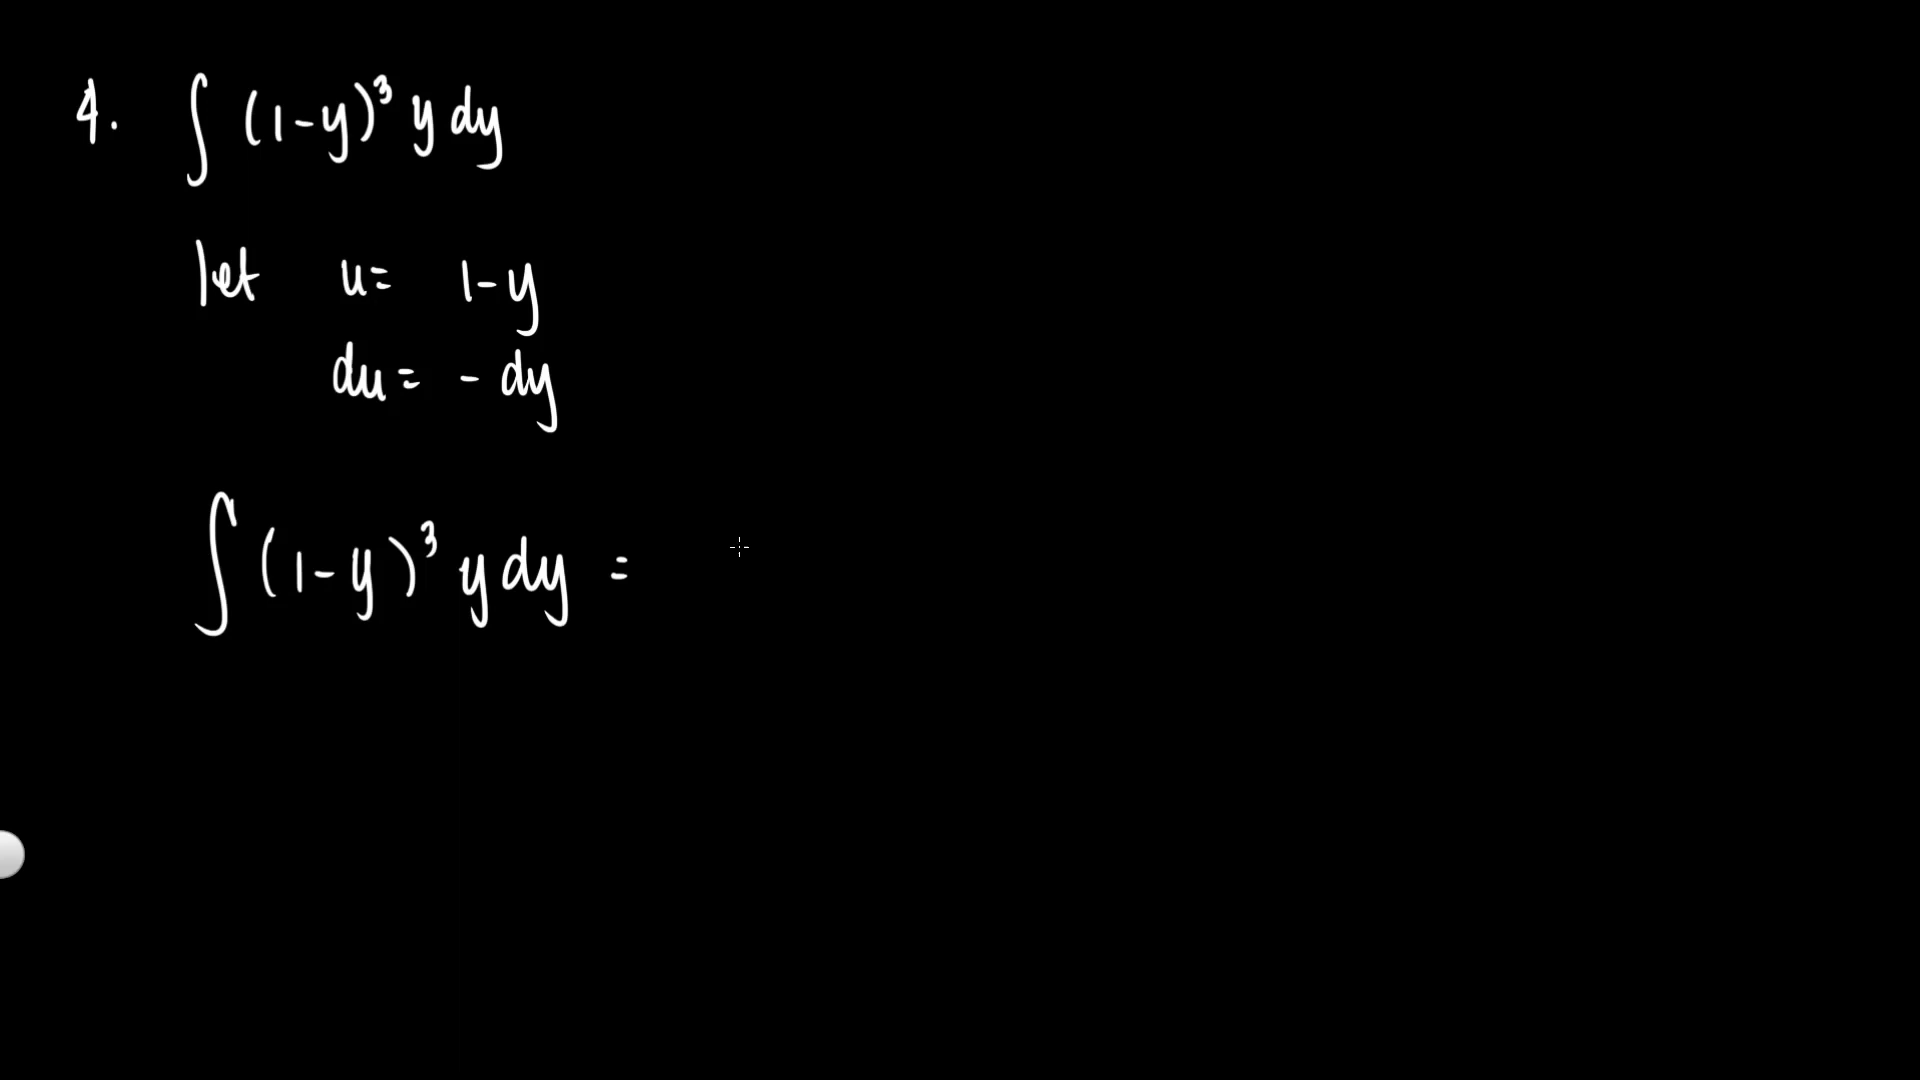 4. ∫ (1-y)³ y dy
let u = 1-y
du = - dy
∫ (1-y)³ y dy =